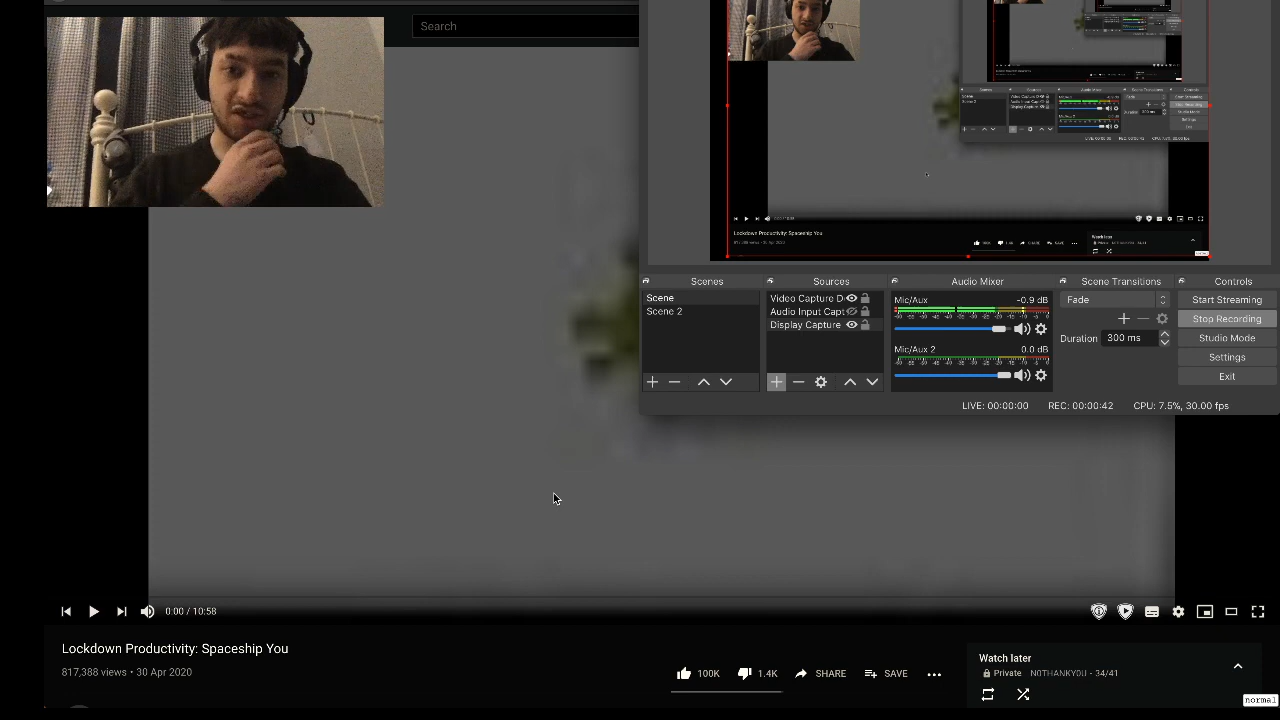 Search
Scenes
Sources
Audio Mixer
Scene Transitions
Controls
Scene
Scene 2
Video Capture D
Audio Input Capt
Display Capture
Mic/Aux
-0.9 dB
Mic/Aux 2
0.0 dB
Fade
Duration
300 ms
Start Streaming
Stop Recording
Studio Mode
Settings
Exit
LIVE: 00:00:00
REC: 00:00:42
CPU: 7.5%, 30.00 fps
0:00 / 10:58
Lockdown Productivity: Spaceship You
817,388 views • 30 Apr 2020
100K
1.4K
SHARE
SAVE
Watch later
Private
N0THANKY0U - 34/41
normal